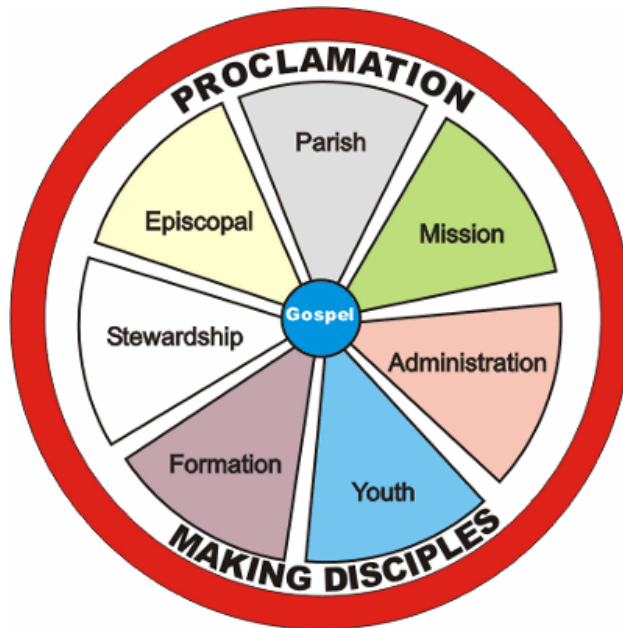 PROCLAMATION
Parish
Episcopal
Mission
Gospel
Stewardship
Administration
Formation
Youth
MAKING DISCIPLES